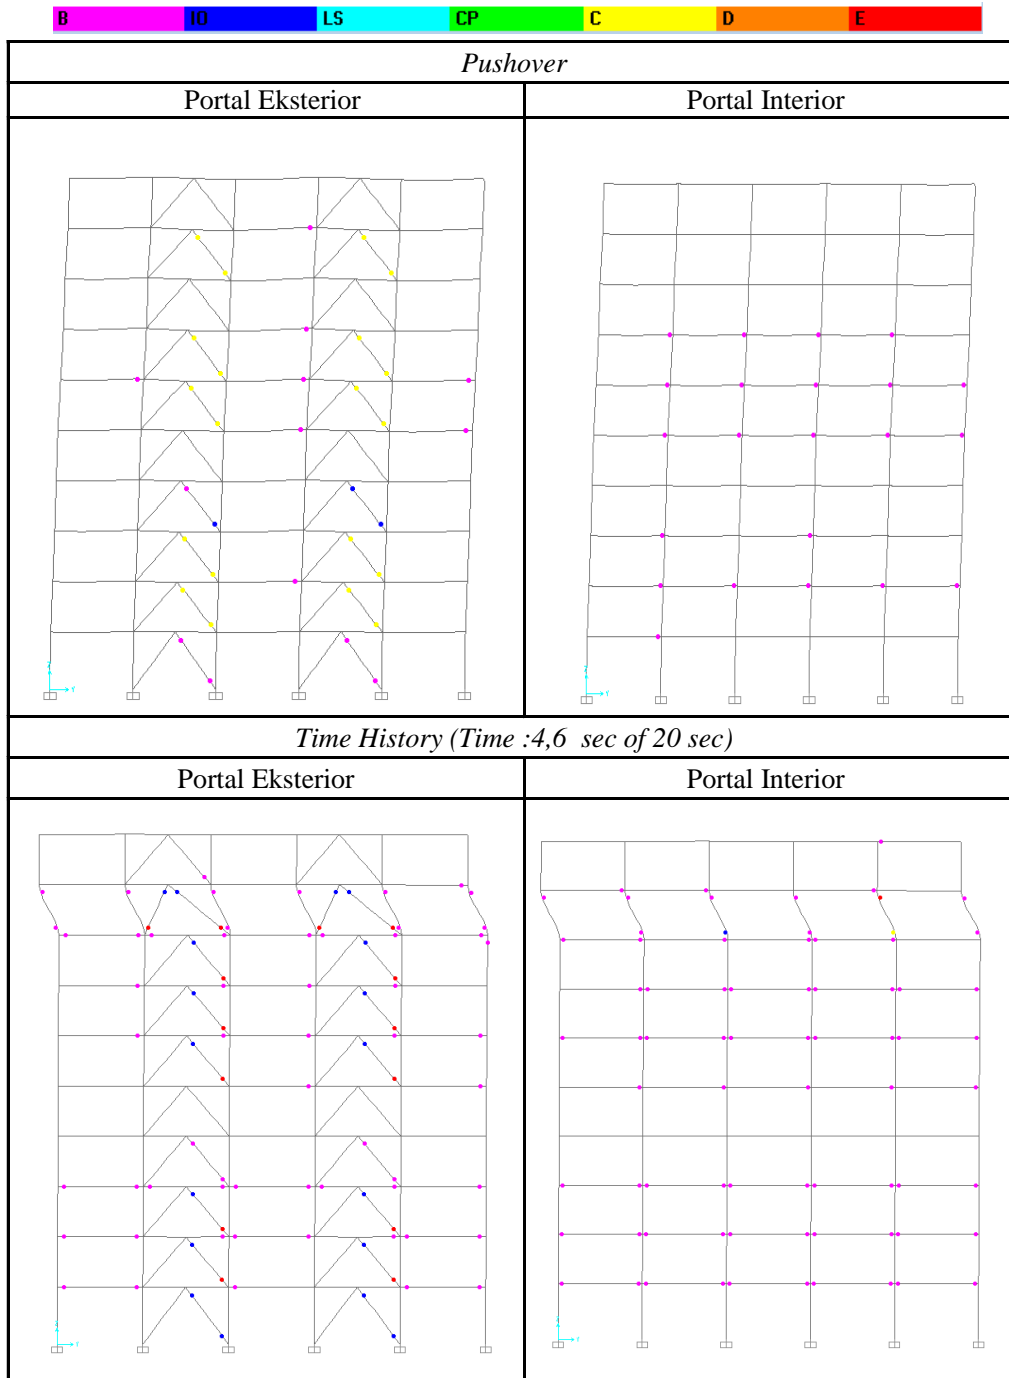 B IO LS CP C D E
Pushover
Portal Eksterior Portal Interior
Z
Y
Z
Y
Time History (Time :4,6 sec of 20 sec)
Portal Eksterior Portal Interior
Z
Y
Z
Y